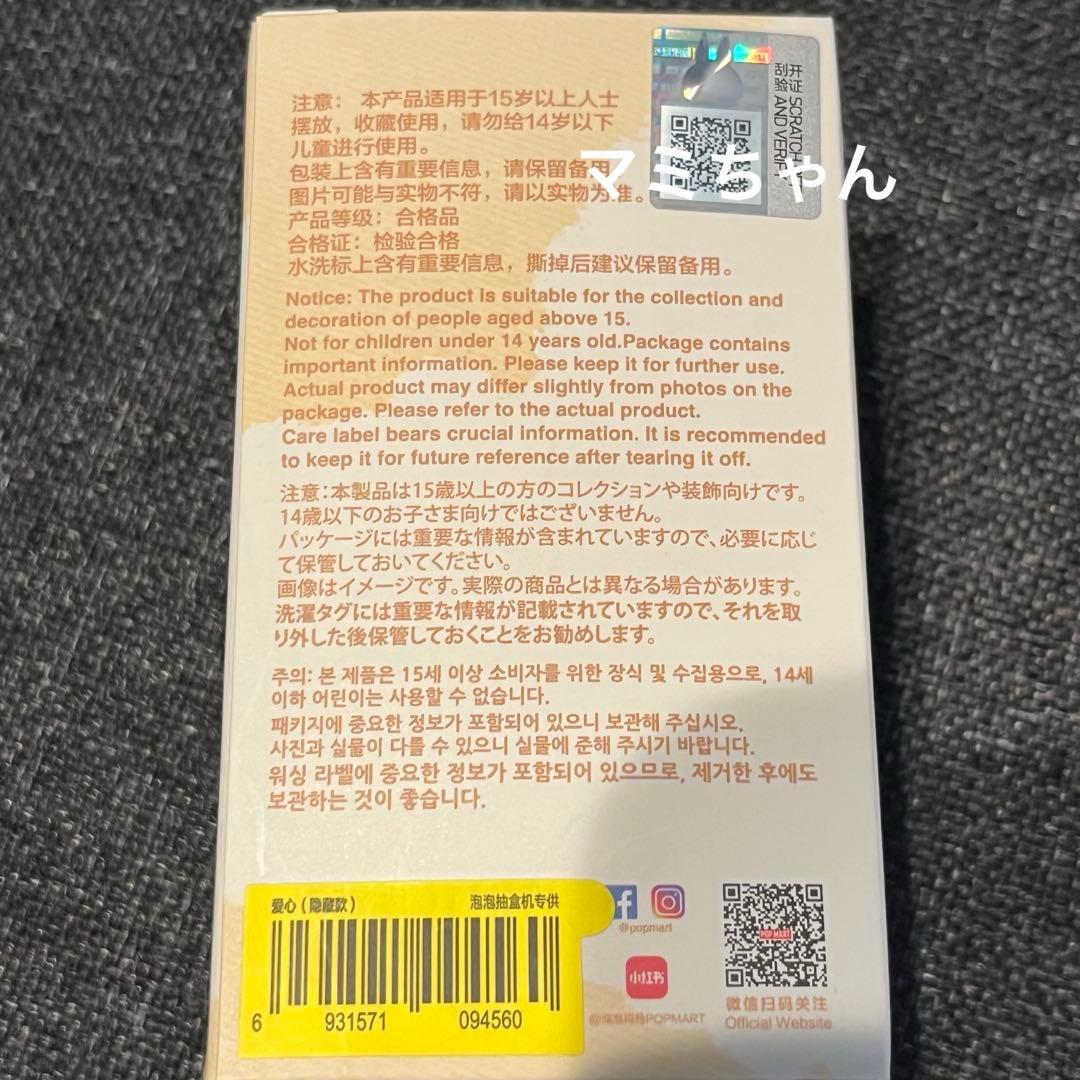 注意：本产品适用于15岁以上人士
摆放，收藏使用，请勿给14岁以下
儿童进行使用。
包装上含有重要信息，请保留备用
图片可能与实物不符，请以实物为准。
产品等级：合格品
合格证：检验合格
水洗标上含有重要信息，撕掉后建议保留备用。
开证 SCRATCH
刮验 AND VERIF
マミちゃん
Notice: The product is suitable for the collection and
decoration of people aged above 15.
Not for children under 14 years old.Package contains
important information. Please keep it for further use.
Actual product may differ slightly from photos on the
package. Please refer to the actual product.
Care label bears crucial information. It is recommended
to keep it for future reference after tearing it off.
注意：本製品は15歳以上の方のコレクションや装飾向けです。
14歳以下のお子さま向けではございません。
パッケージには重要な情報が含まれていますので、必要に応じ
て保管しておいてください。
画像はイメージです。実際の商品とは異なる場合があります。
洗濯タグには重要な情報が記載されていますので、それを取
り外した後保管しておくことをお勧めします。
주의: 본 제품은 15세 이상 소비자를 위한 장식 및 수집용으로, 14세
이하 어린이는 사용할 수 없습니다.
패키지에 중요한 정보가 포함되어 있으니 보관해 주십시오.
사진과 실물이 다를 수 있으니 실물에 준해 주시기 바랍니다.
워싱 라벨에 중요한 정보가 포함되어 있으므로, 제거한 후에도
보관하는 것이 좋습니다.
爱心（隐藏款） 泡泡抽盒机专供
6 931571 094560
@popmart
小红书
@泡泡玛特POPMART
POP MART
微信扫码关注
Official Website